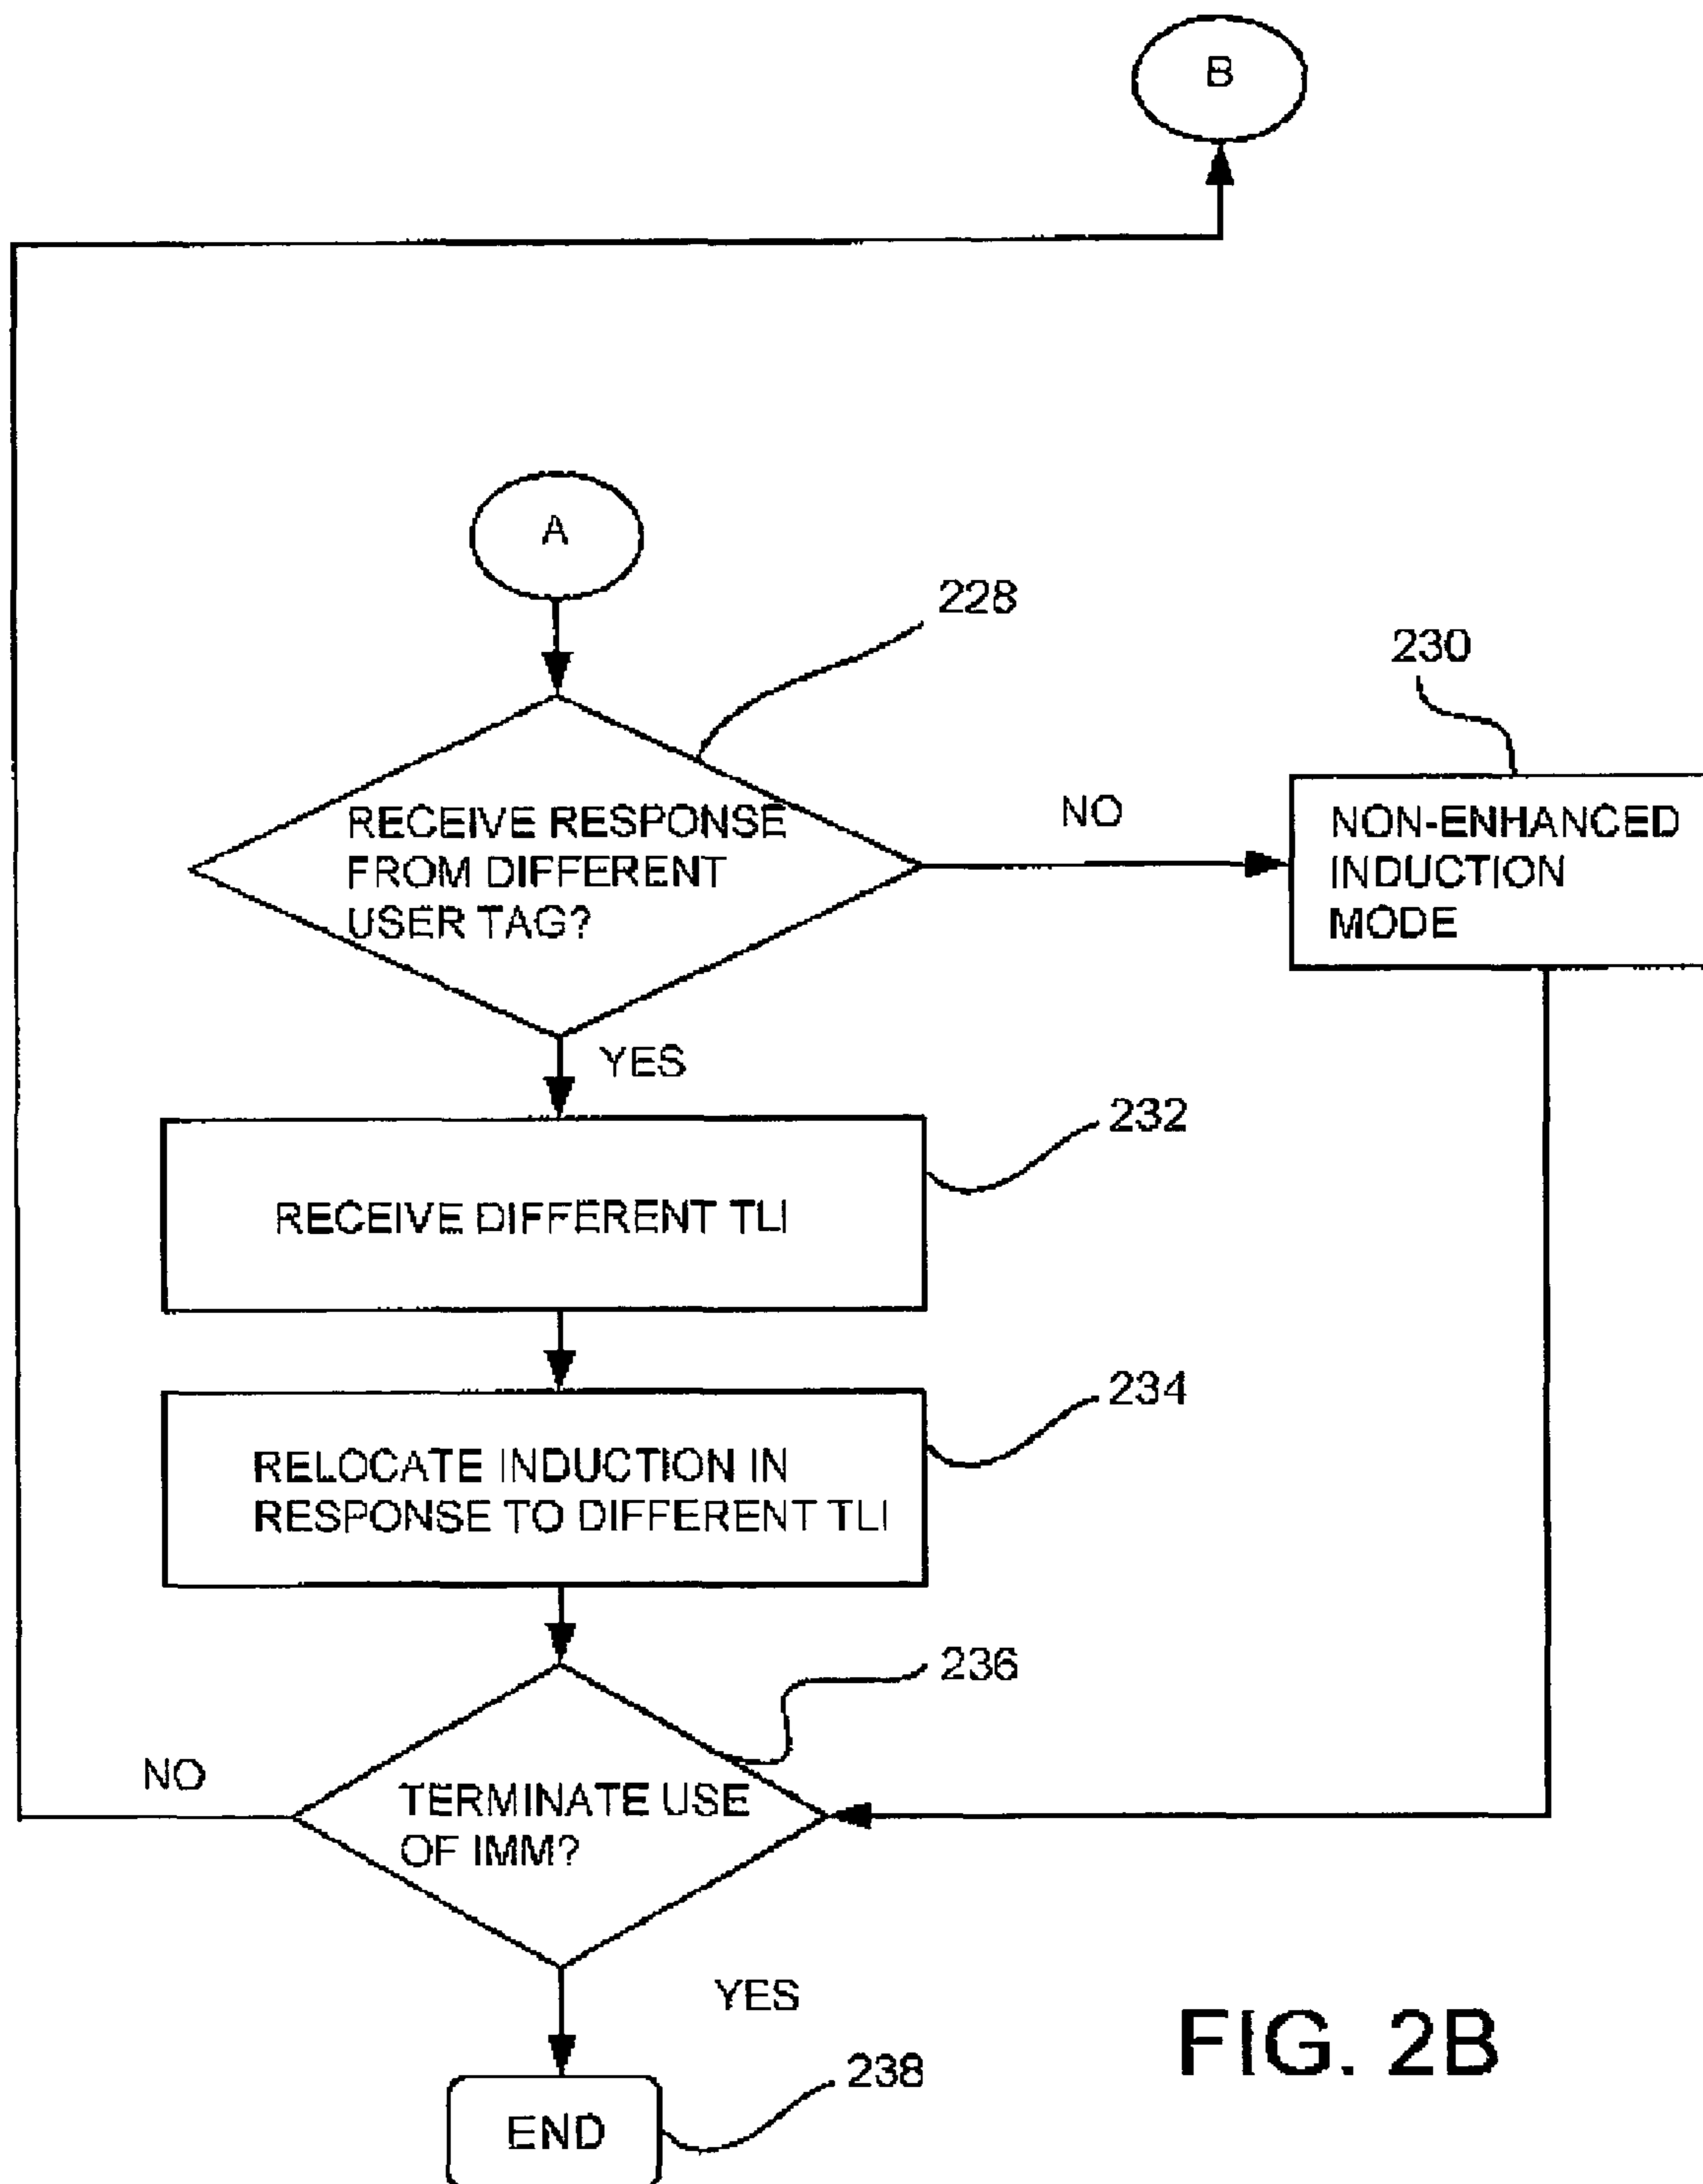 B
A
228
230
RECEIVE RESPONSE
FROM DIFFERENT
USER TAG?
NO
NON-ENHANCED
INDUCTION
MODE
YES
232
RECEIVE DIFFERENT TLI
234
RELOCATE INDUCTION IN
RESPONSE TO DIFFERENT TLI
236
NO
TERMINATE USE
OF IMM?
YES
238
END
FIG. 2B